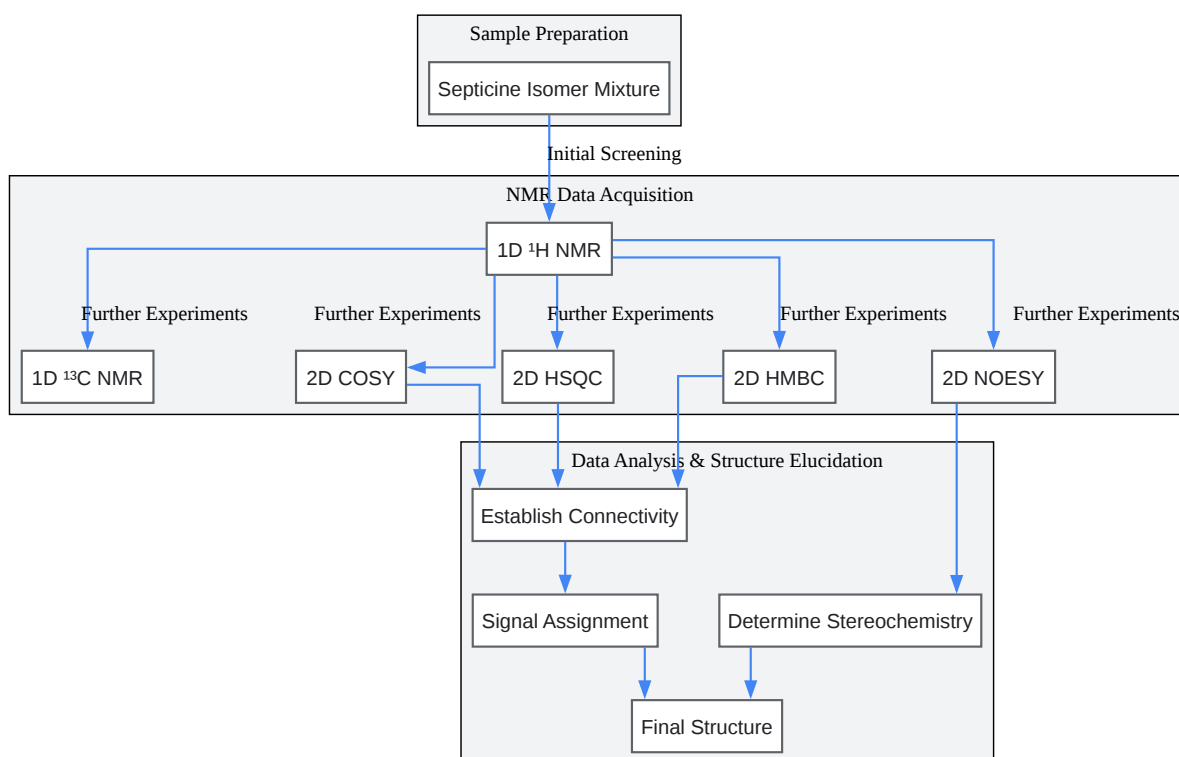 Sample Preparation
Septicine Isomer Mixture
Initial Screening
NMR Data Acquisition
1D ¹H NMR
Further Experiments
Further Experiments
Further Experiments
Further Experiments
Further Experiments
1D ¹³C NMR
2D COSY
2D HSQC
2D HMBC
2D NOESY
Data Analysis & Structure Elucidation
Establish Connectivity
Signal Assignment
Determine Stereochemistry
Final Structure